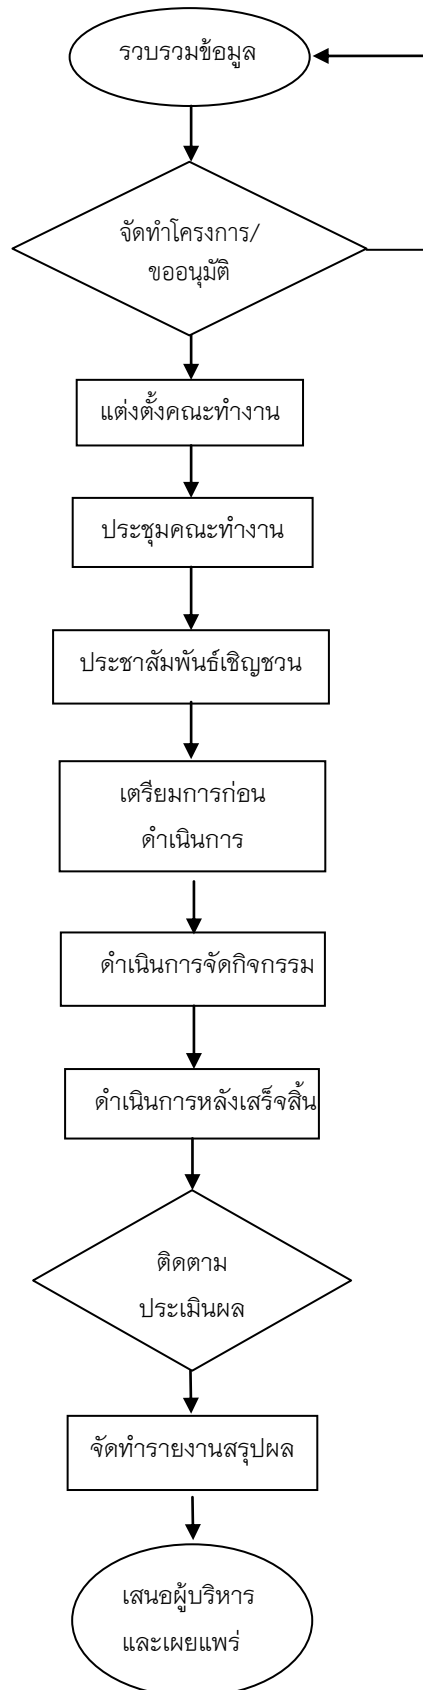 รวบรวมข้อมูล
จัดทำโครงการ/
ขออนุมัติ
แต่งตั้งคณะทำงาน
ประชุมคณะทำงาน
ประชาสัมพันธ์เชิญชวน
เตรียมการก่อน
ดำเนินการ
ดำเนินการจัดกิจกรรม
ดำเนินการหลังเสร็จสิ้น
ติดตาม
ประเมินผล
จัดทำรายงานสรุปผล
เสนอผู้บริหาร
และเผยแพร่